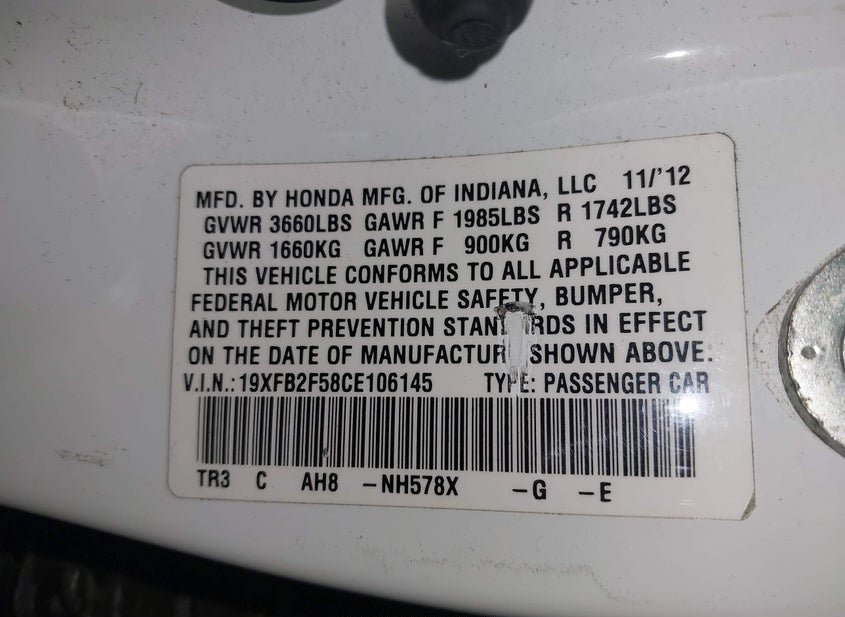 MFD. BY HONDA MFG. OF INDIANA, LLC 11/'12
GVWR 3660LBS GAWR F 1985LBS R 1742LBS
GVWR 1660KG GAWR F 900KG R 790KG
THIS VEHICLE CONFORMS TO ALL APPLICABLE
FEDERAL MOTOR VEHICLE SAFETY, BUMPER,
AND THEFT PREVENTION STANDARDS IN EFFECT
ON THE DATE OF MANUFACTUR SHOWN ABOVE.
V.I.N.:19XFB2F58CE106145 TYPE: PASSENGER CAR
TR3 C AH8 -NH578X -G -E